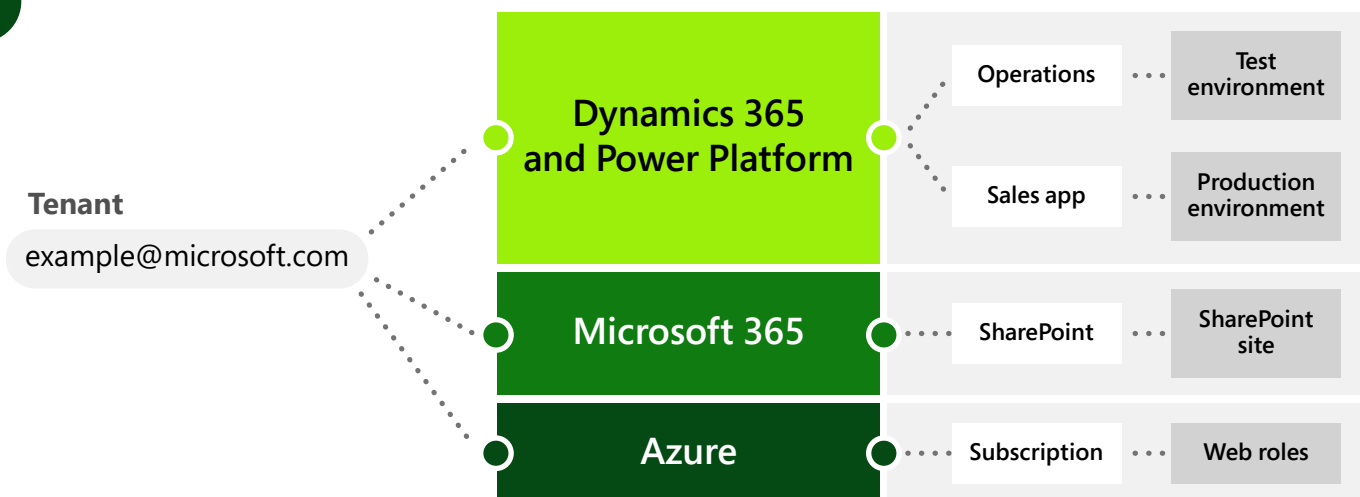 Tenant
example@microsoft.com
Dynamics 365
and Power Platform
Operations
Test
environment
Sales app
Production
environment
Microsoft 365
SharePoint
SharePoint
site
Azure
Subscription
Web roles